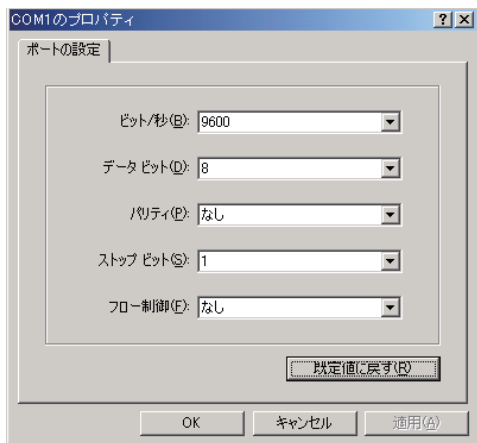 COM1のプロパティ
ポートの設定
ビット/秒(B): 9600
データ ビット(D): 8
パリティ(P): なし
ストップ ビット(S): 1
フロー制御(F): なし
既定値に戻す(R)
OK キャンセル 適用(A)